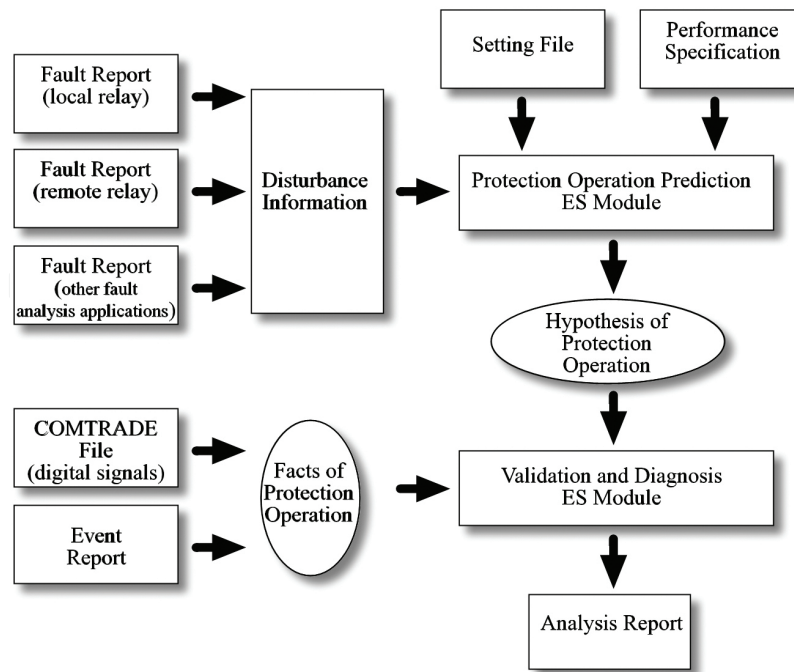 Setting File
Performance
Specification
Fault Report
(local relay)
Fault Report
(remote relay)
Fault Report
(other fault
analysis applications)
Disturbance
Information
Protection Operation Prediction
ES Module
Hypothesis of
Protection
Operation
COMTRADE
File
(digital signals)
Event
Report
Facts of
Protection
Operation
Validation and Diagnosis
ES Module
Analysis Report